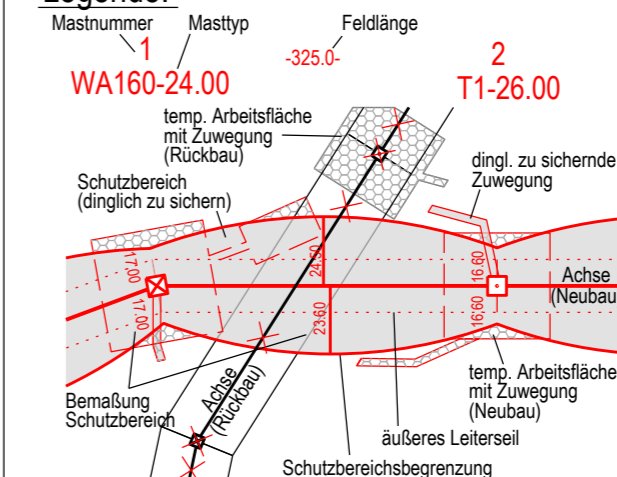 Legende:
Mastnummer Masttyp Feldlänge
1 -325.0- 2
WA160-24.00 T1-26.00
temp. Arbeitsfläche
mit Zuwegung
(Rückbau)
dingl. zu sichernde
Zuwegung
Schutzbereich
(dinglich zu sichern)
17.00
24.50
16.60
Achse
(Neubau
17.00
23.60
16.60
Achse
(Rückbau)
Bemaßung
Schutzbereich
temp. Arbeitsfläche
mit Zuwegung
(Neubau)
äußeres Leiterseil
Schutzbereichsbegrenzung